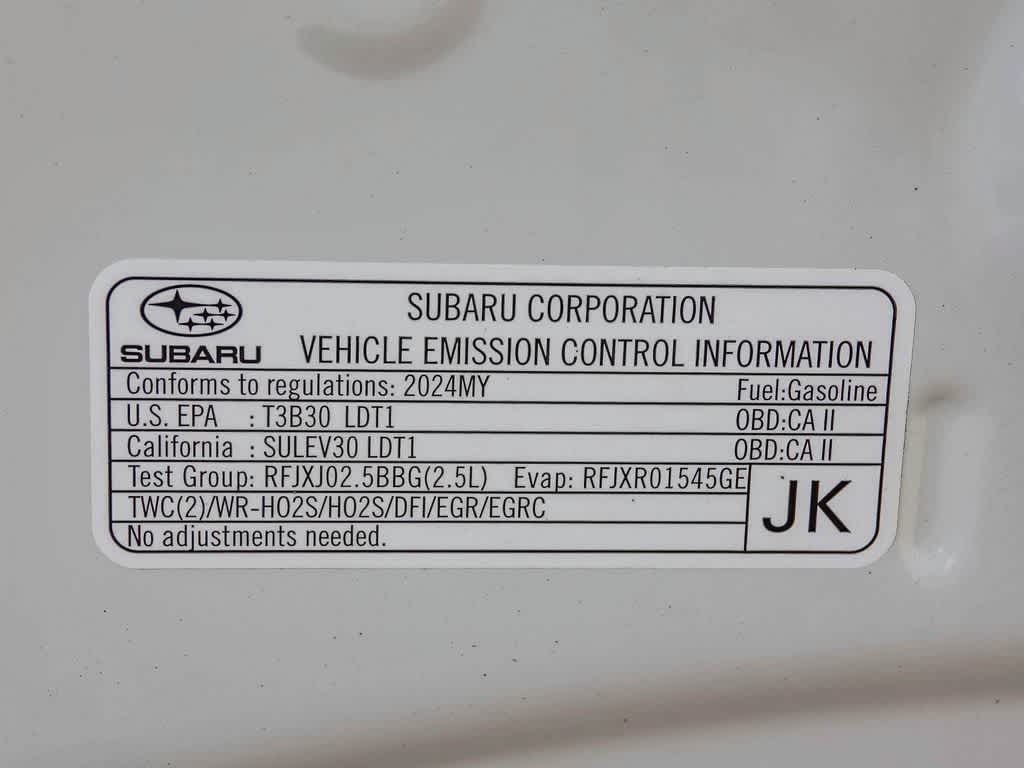 SUBARU CORPORATION
SUBARU VEHICLE EMISSION CONTROL INFORMATION
Conforms to regulations: 2024MY Fuel:Gasoline
U.S. EPA : T3B30 LDT1 OBD:CA II
California : SULEV30 LDT1 OBD:CA II
Test Group: RFJXJ02.5BBG(2.5L) Evap: RFJXR01545GE
TWC(2)/WR-HO2S/HO2S/DFI/EGR/EGRC
JK
No adjustments needed.